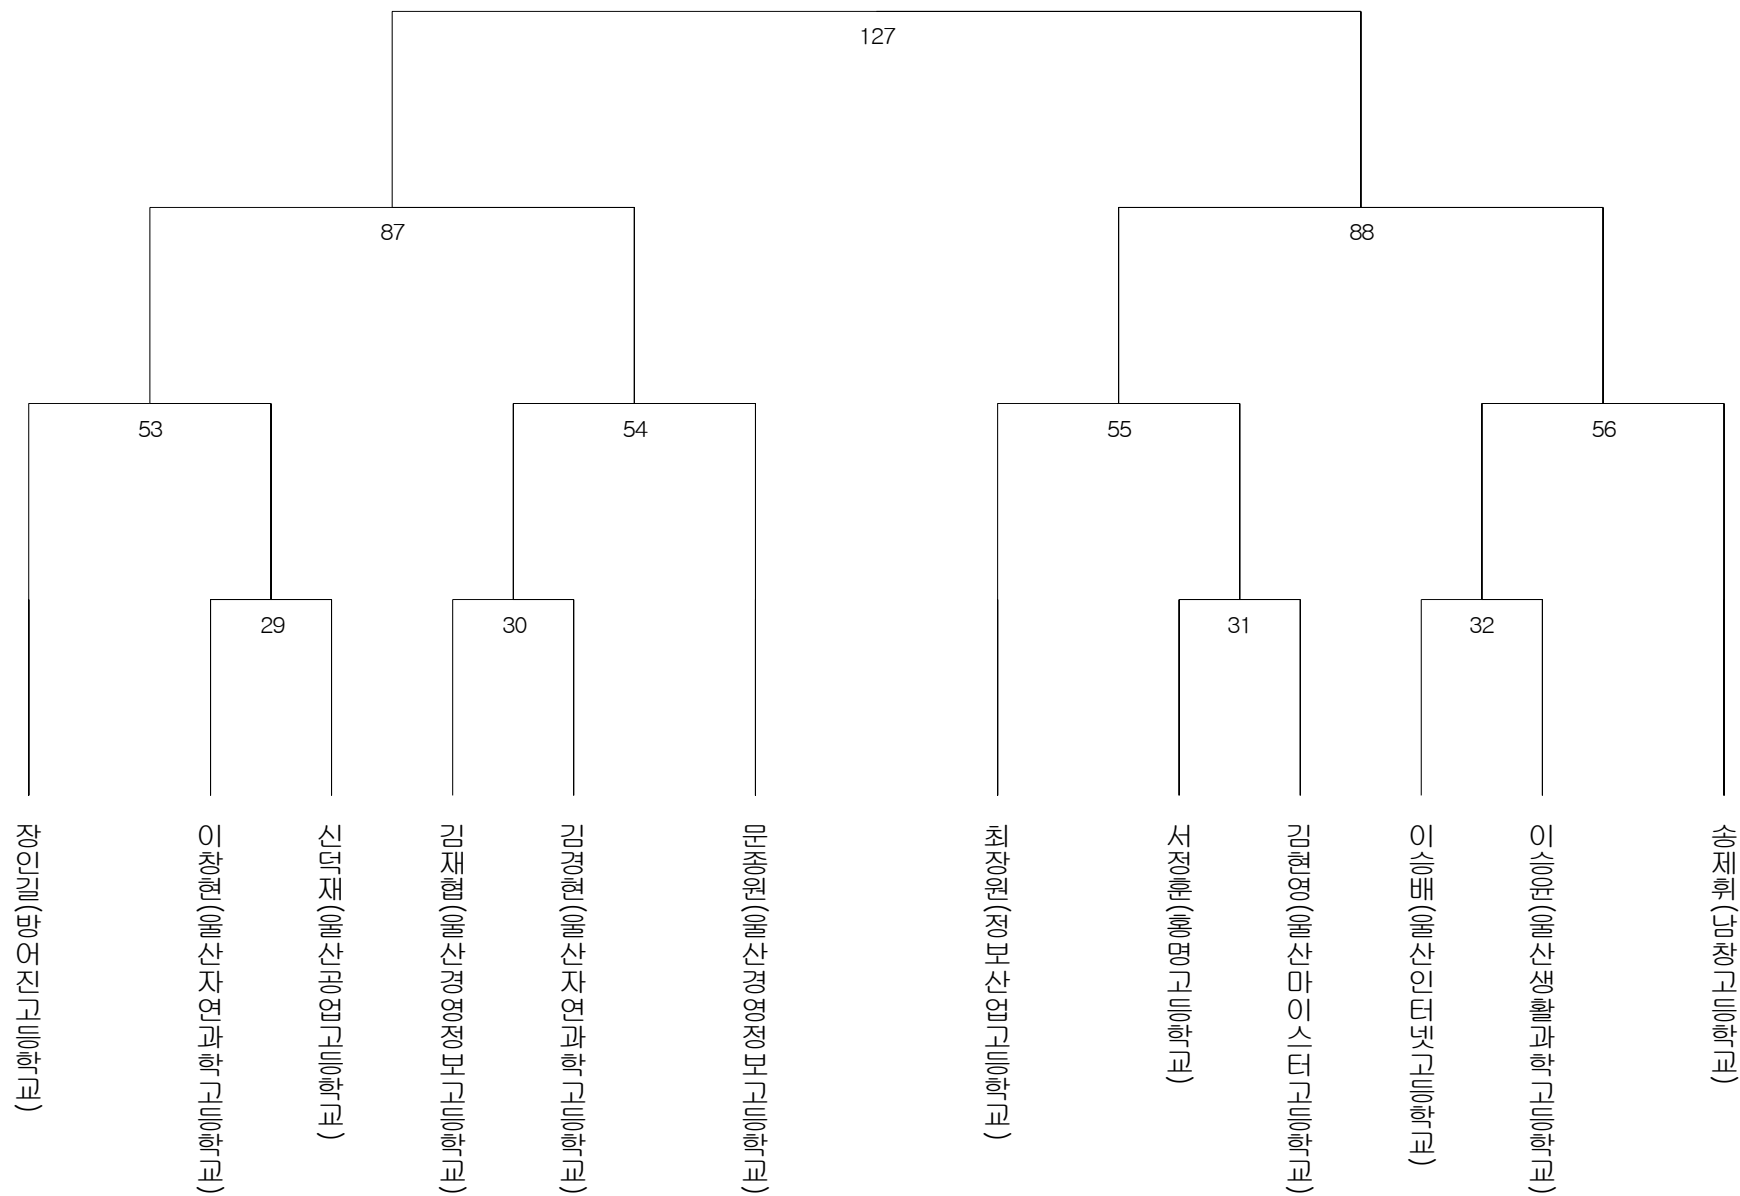 127
87
88
53
54
55
56
29
30
31
32
장인길(방어진고등학교)
이창현(울산자연과학고등학교)
신덕재(울산공업고등학교)
김재협(울산경영정보고등학교)
김경현(울산자연과학고등학교)
문종원(울산경영정보고등학교)
최장원(정보산업고등학교)
서정훈(홍명고등학교)
김현영(울산마이스터고등학교)
이승배(울산인터넷고등학교)
이승윤(울산생활과학고등학교)
송제휘(남창고등학교)